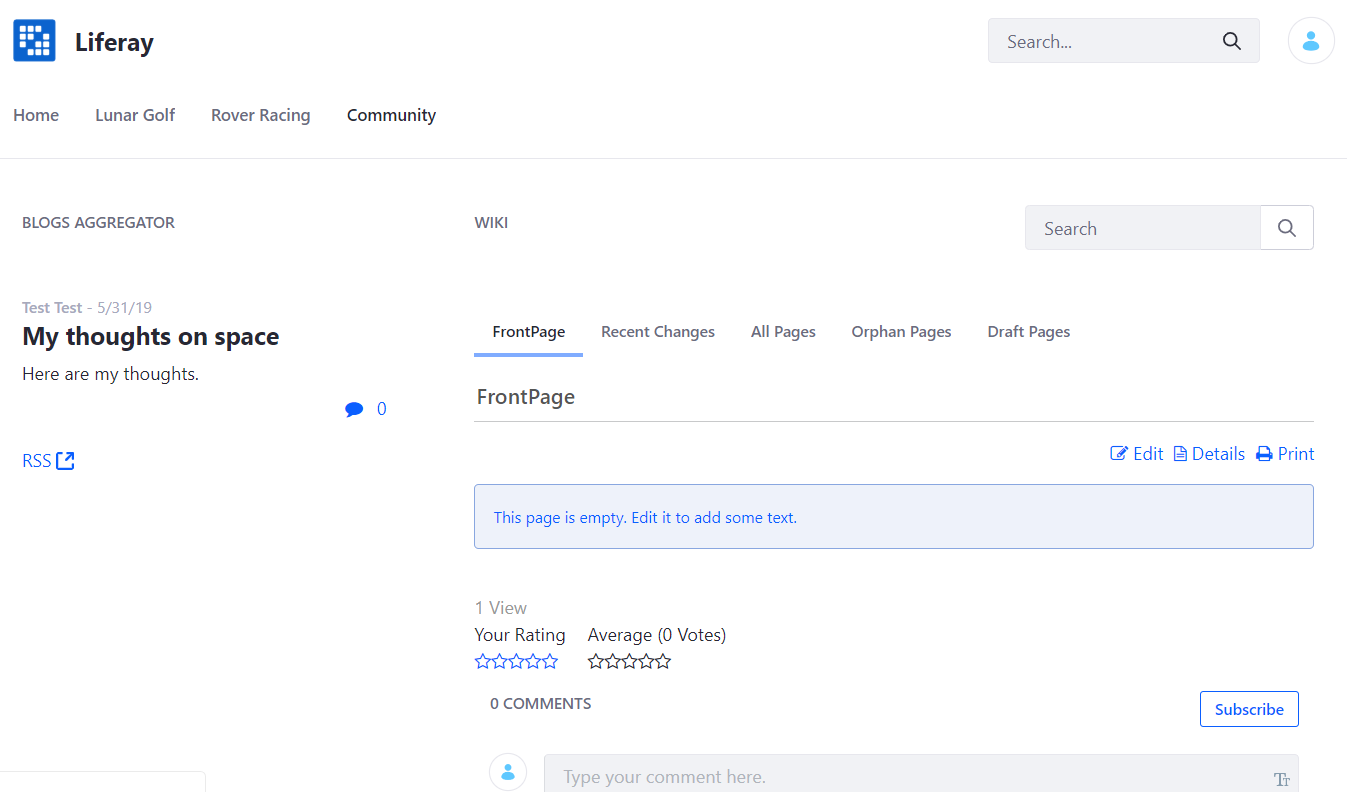 Liferay
Search...
Home Lunar Golf Rover Racing Community
BLOGS AGGREGATOR
Test Test - 5/31/19
My thoughts on space
Here are my thoughts.
0
RSS
WIKI
Search
FrontPage Recent Changes All Pages Orphan Pages Draft Pages
FrontPage
Edit Details Print
This page is empty. Edit it to add some text.
1 View
Your Rating Average (0 Votes)
0 COMMENTS
Subscribe
Type your comment here.
TT